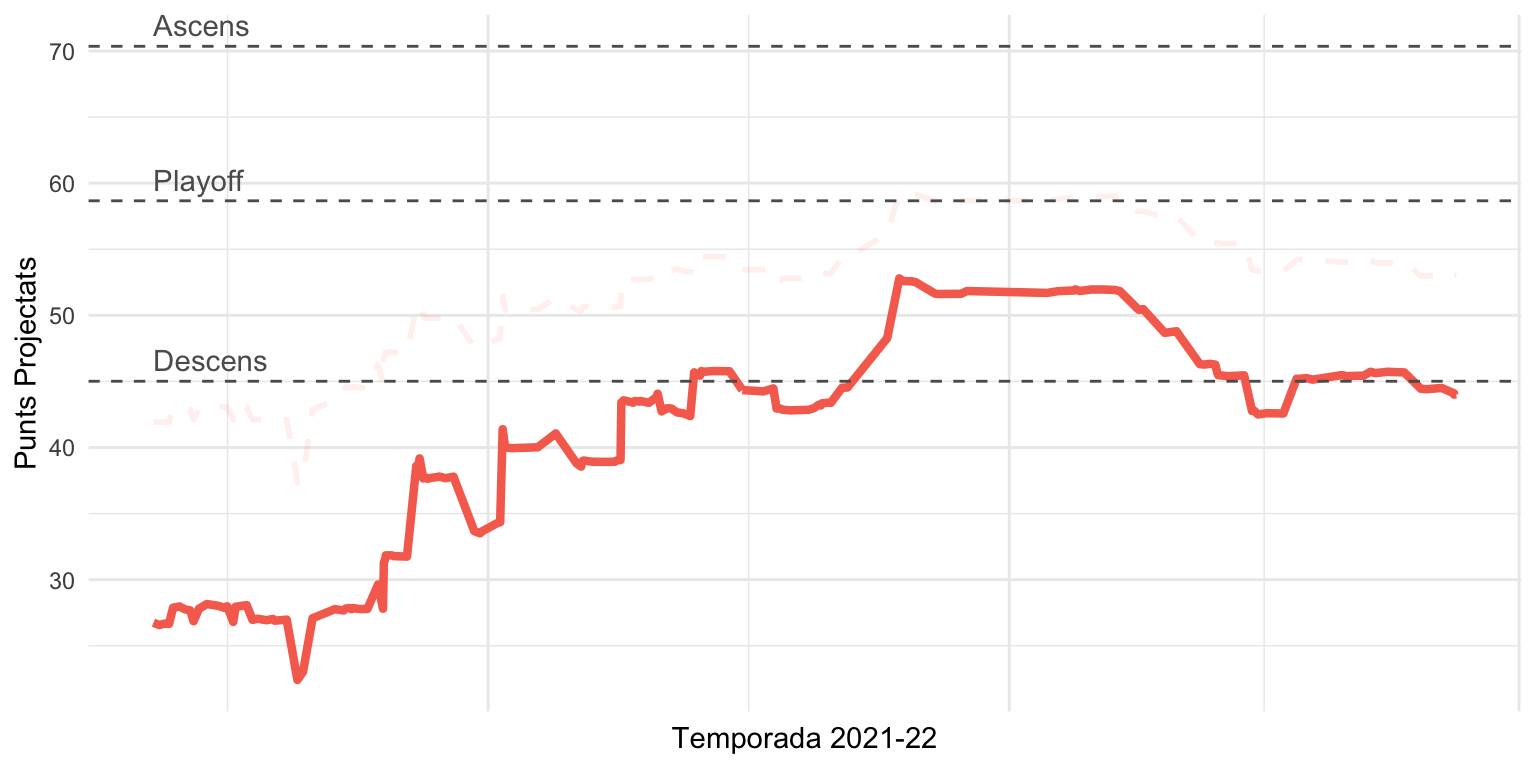 Ascens
70
Playoff
60
50
Descens
40
30
Punts Projectats
Temporada 2021-22